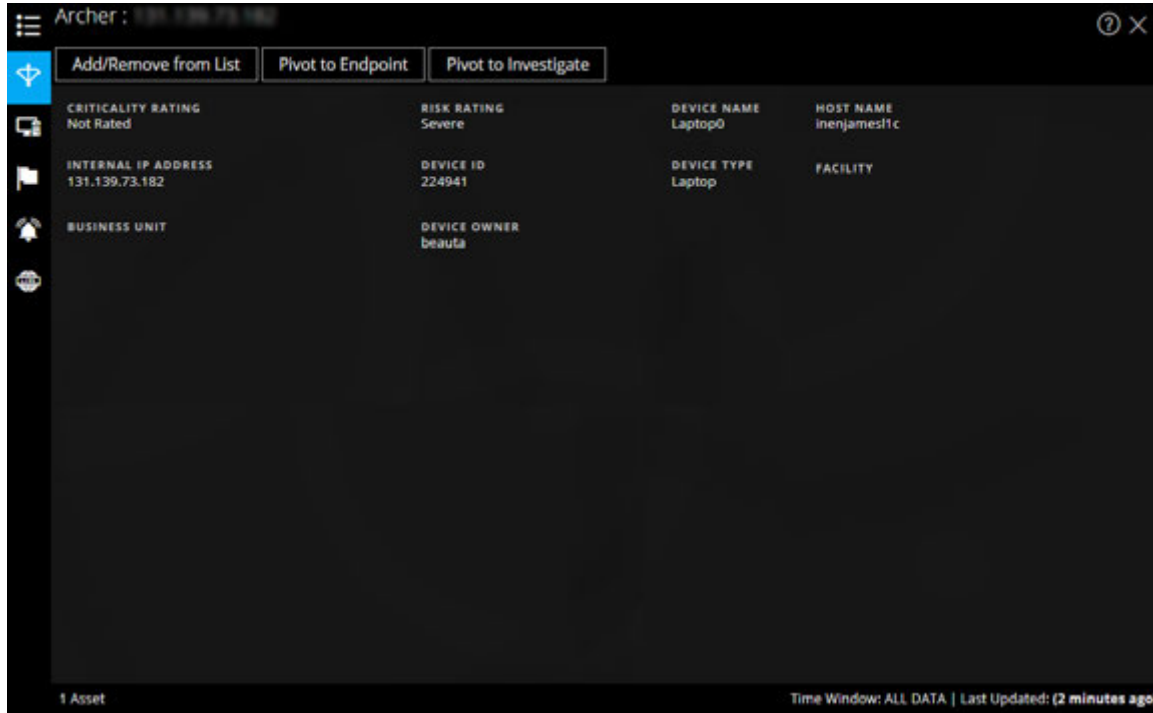 Archer :
Add/Remove from List Pivot to Endpoint Pivot to Investigate
CRITICALITY RATING RISK RATING DEVICE NAME HOST NAME
Not Rated Severe Laptop0 inenjamesl1c
INTERNAL IP ADDRESS DEVICE ID DEVICE TYPE FACILITY
131.139.73.182 224941 Laptop
BUSINESS UNIT DEVICE OWNER
beauta
1 Asset Time Window: ALL DATA | Last Updated: (2 minutes ago